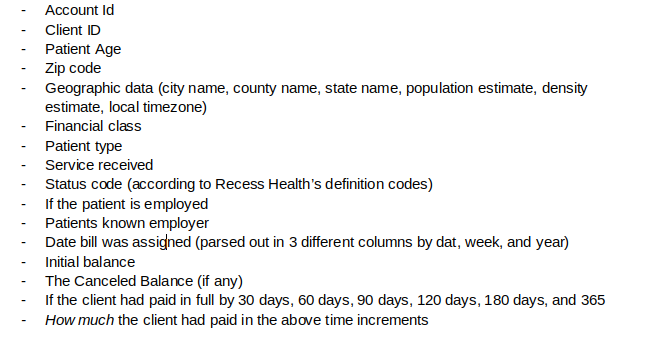 - Account Id
- Client ID
- Patient Age
- Zip code
- Geographic data (city name, county name, state name, population estimate, density
estimate, local timezone)
- Financial class
- Patient type
- Service received
- Status code (according to Recess Health’s definition codes)
- If the patient is employed
- Patients known employer
- Date bill was assigned (parsed out in 3 different columns by dat, week, and year)
- Initial balance
- The Canceled Balance (if any)
- If the client had paid in full by 30 days, 60 days, 90 days, 120 days, 180 days, and 365
- How much the client had paid in the above time increments